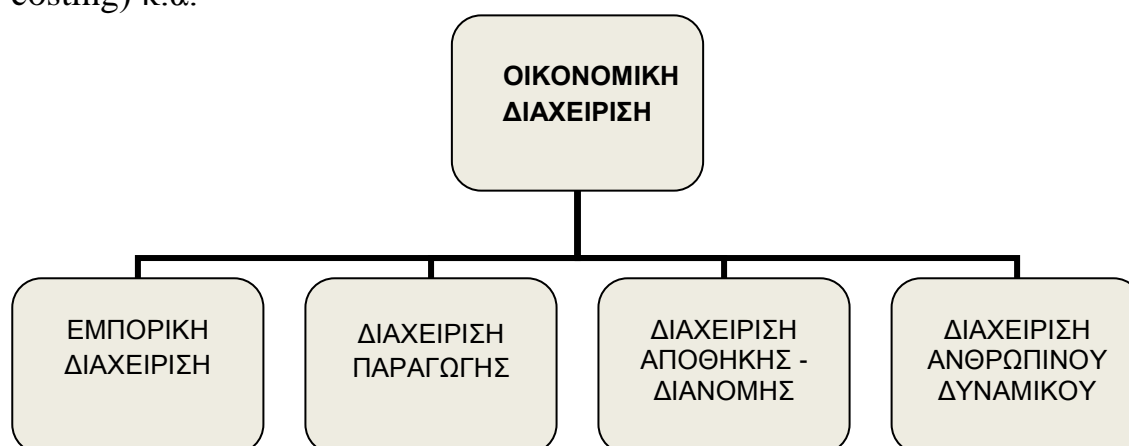 costing) κ.ά.
ΟΙΚΟΝΟΜΙΚΗ
ΔΙΑΧΕΙΡΙΣΗ
ΕΜΠΟΡΙΚΗ
ΔΙΑΧΕΙΡΙΣΗ
ΔΙΑΧΕΙΡΙΣΗ
ΠΑΡΑΓΩΓΗΣ
ΔΙΑΧΕΙΡΙΣΗ
ΑΠΟΘΗΚΗΣ -
ΔΙΑΝΟΜΗΣ
ΔΙΑΧΕΙΡΙΣΗ
ΑΝΘΡΩΠΙΝΟΥ
ΔΥΝΑΜΙΚΟΥ